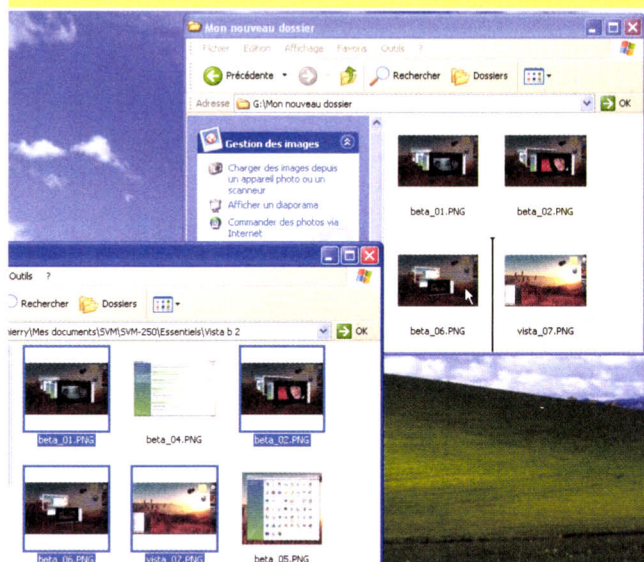 Mon nouveau dossier
Fichier Edition Affichage Favoris Outils ?
Précédente Rechercher Dossiers
Adresse G:\Mon nouveau dossier OK
Gestion des images
Charger des images depuis
un appareil photo ou un
scanneur
Afficher un diaporama
Commander des photos via
Internet
beta_01.PNG beta_02.PNG
beta_06.PNG vista_07.PNG
Outils ?
Rechercher Dossiers
ierry\Mes documents\SVM\SVM-250\Essentiels\Vista b 2 OK
beta_01.PNG beta_04.PNG beta_02.PNG
beta_06.PNG vista_07.PNG beta_05.PNG